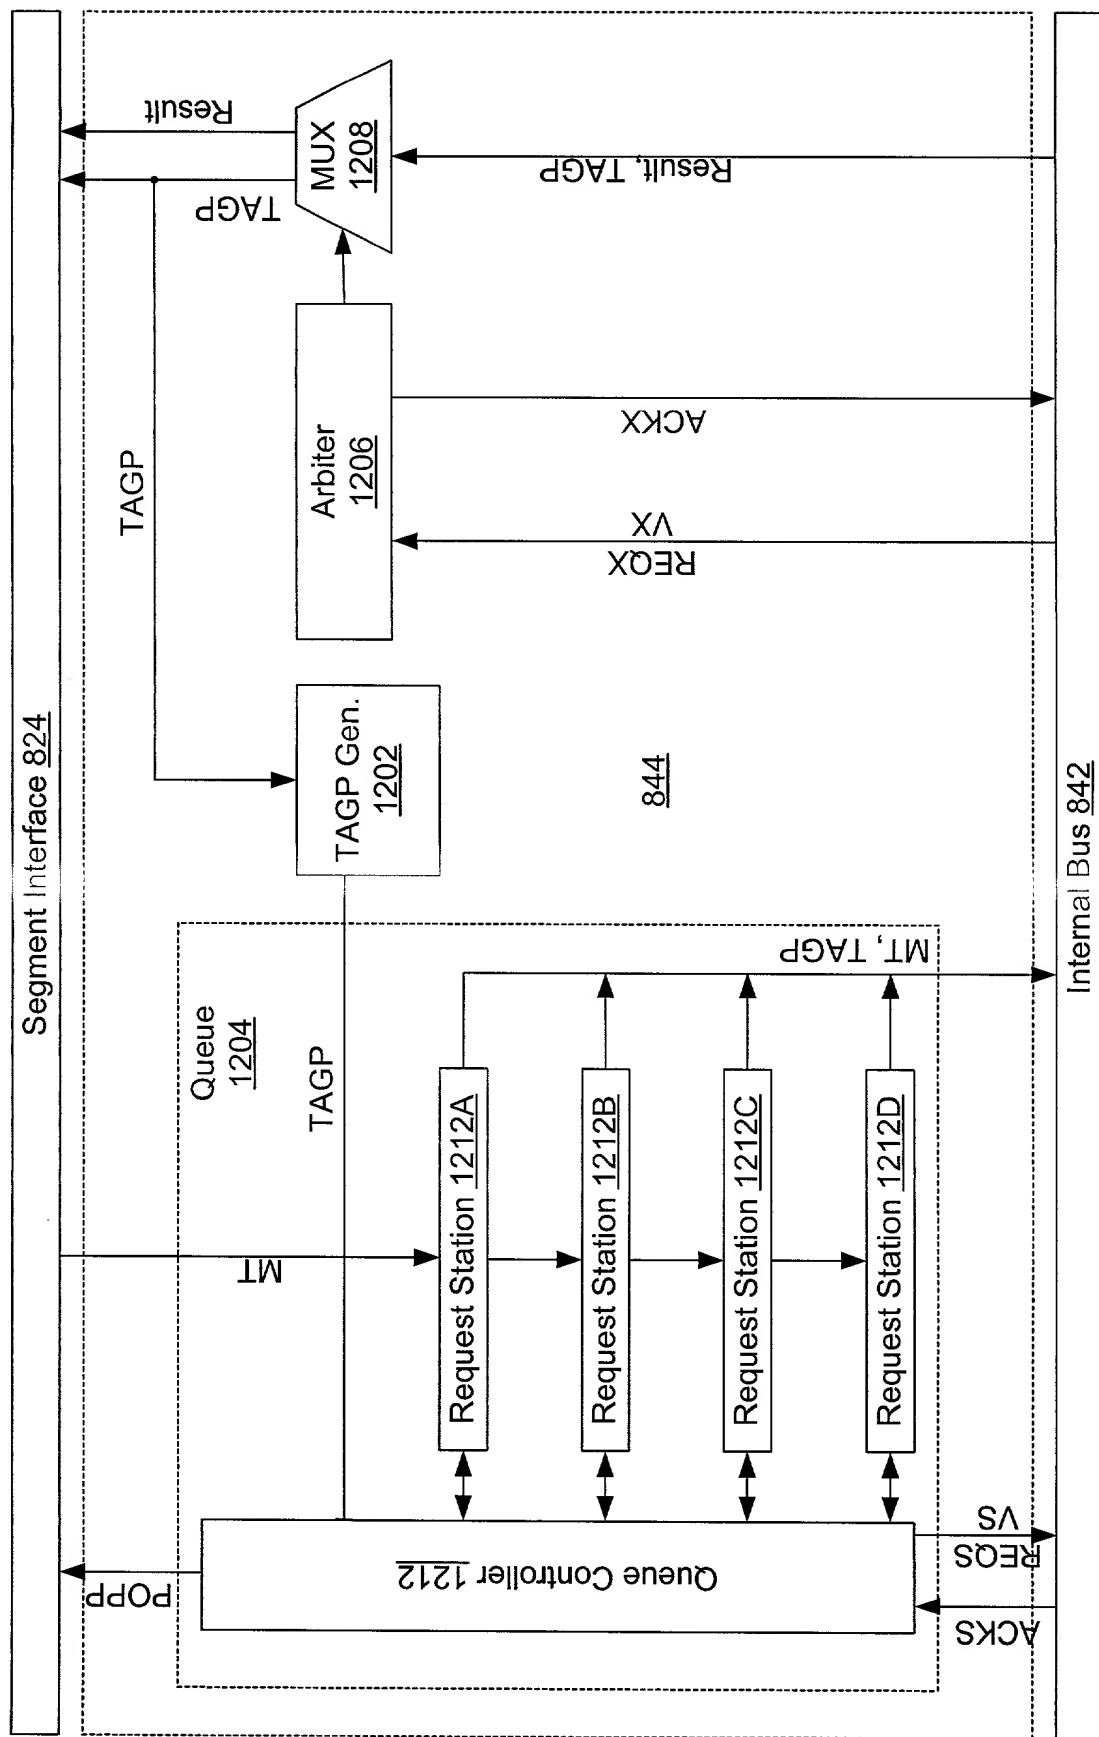 Segment Interface 824
POPP
MT
Queue
1204
TAGP
TAGP
TAGP
Result
Queue Controller 1212
Request Station 1212A
Request Station 1212B
Request Station 1212C
Request Station 1212D
MT, TAGP
TAGP Gen.
1202
Arbiter
1206
MUX
1208
844
ACKS
REQS
VS
REQX
VX
ACKX
Result, TAGP
Internal Bus 842